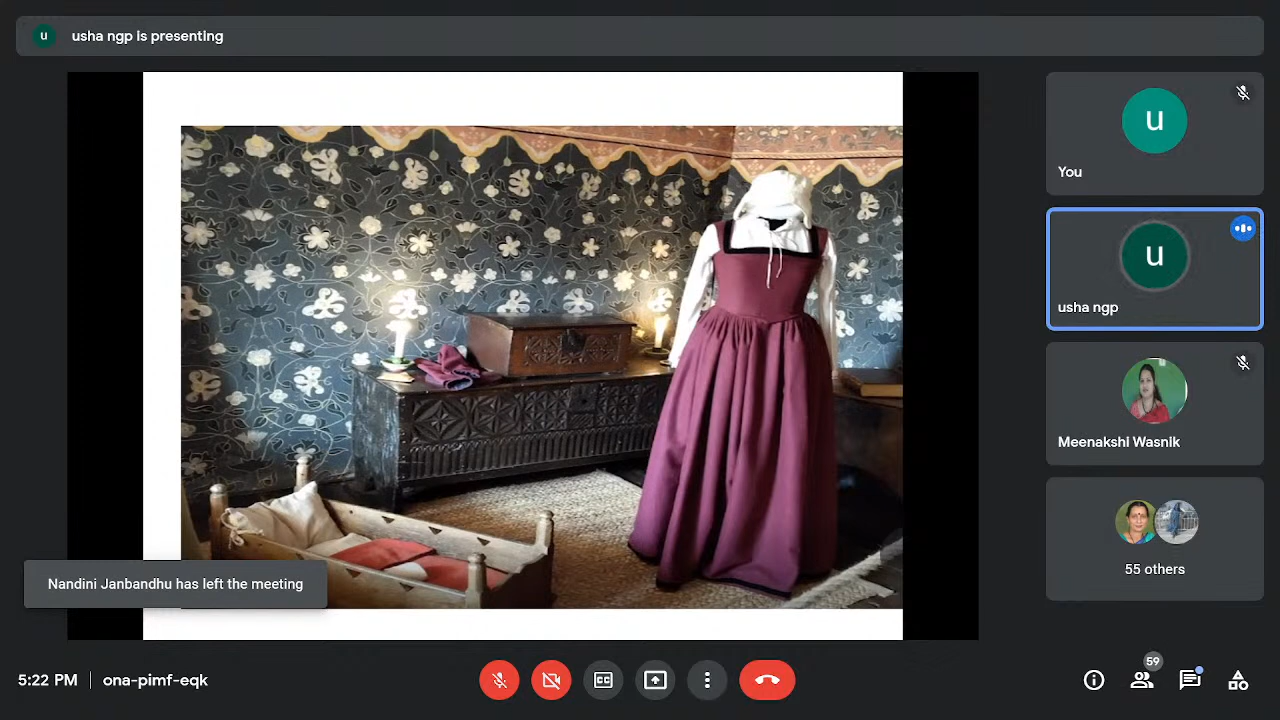 u
usha ngp is presenting
u
You
u
usha ngp
Meenakshi Wasnik
55 others
Nandini Janbandhu has left the meeting
5:22 PM
ona-pimf-eqk
59